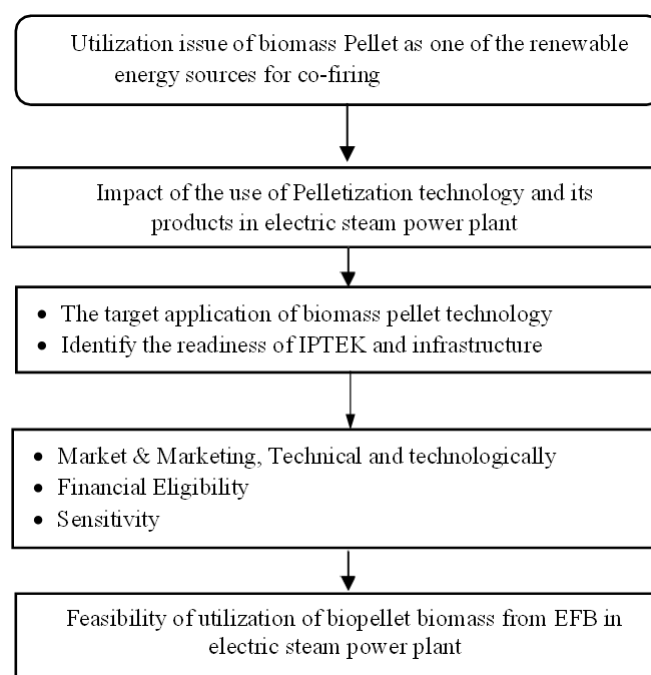 Utilization issue of biomass Pellet as one of the renewable
energy sources for co-firing
Impact of the use of Pelletization technology and its
products in electric steam power plant
• The target application of biomass pellet technology
• Identify the readiness of IPTEK and infrastructure
• Market & Marketing, Technical and technologically
• Financial Eligibility
• Sensitivity
Feasibility of utilization of biopellet biomass from EFB in
electric steam power plant